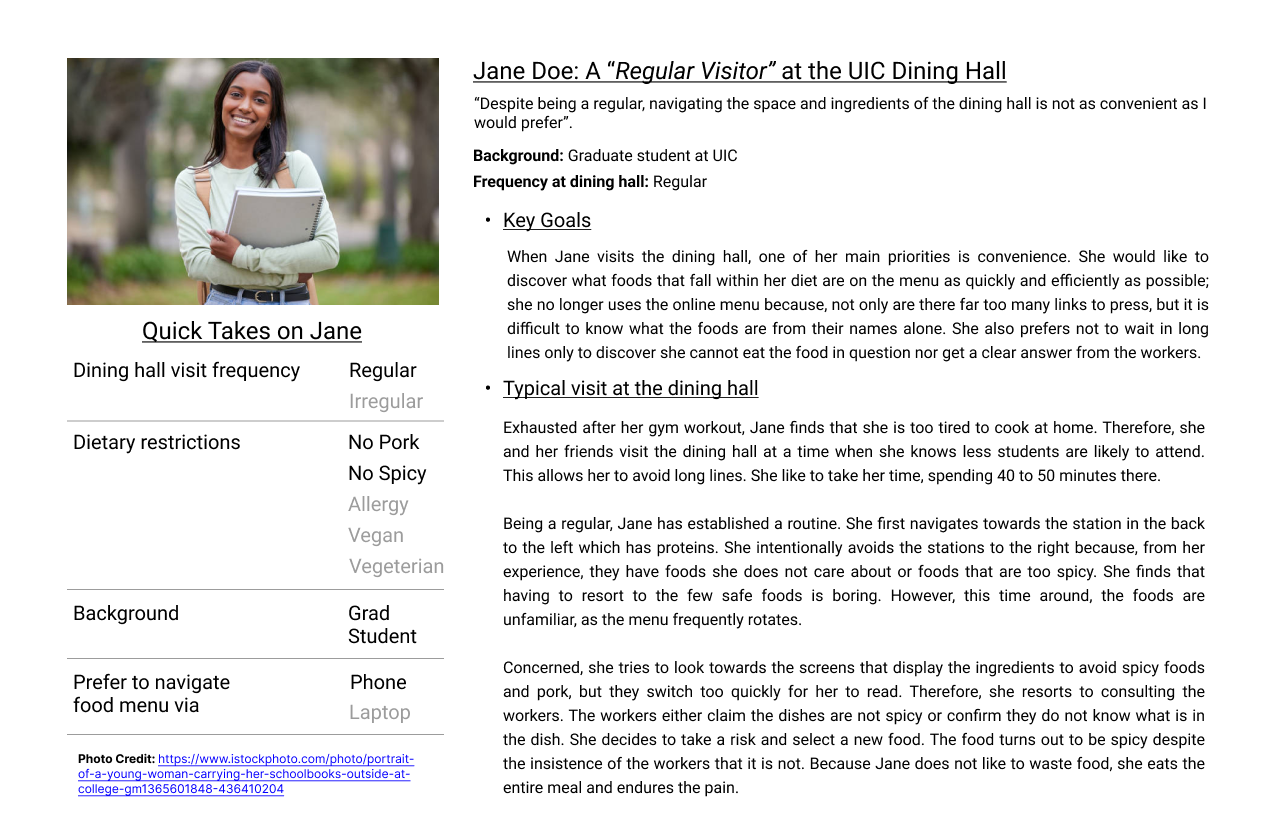 Jane Doe: A “Regular Visitor” at the UIC Dining Hall
“Despite being a regular, navigating the space and ingredients of the dining hall is not as convenient as I
would prefer”.
Background: Graduate student at UIC
Frequency at dining hall: Regular
• Key Goals
When Jane visits the dining hall, one of her main priorities is convenience. She would like to
discover what foods that fall within her diet are on the menu as quickly and efficiently as possible;
she no longer uses the online menu because, not only are there far too many links to press, but it is
difficult to know what the foods are from their names alone. She also prefers not to wait in long
lines only to discover she cannot eat the food in question nor get a clear answer from the workers.
• Typical visit at the dining hall
Exhausted after her gym workout, Jane finds that she is too tired to cook at home. Therefore, she
and her friends visit the dining hall at a time when she knows less students are likely to attend.
This allows her to avoid long lines. She like to take her time, spending 40 to 50 minutes there.
Being a regular, Jane has established a routine. She first navigates towards the station in the back
to the left which has proteins. She intentionally avoids the stations to the right because, from her
experience, they have foods she does not care about or foods that are too spicy. She finds that
having to resort to the few safe foods is boring. However, this time around, the foods are
unfamiliar, as the menu frequently rotates.
Concerned, she tries to look towards the screens that display the ingredients to avoid spicy foods
and pork, but they switch too quickly for her to read. Therefore, she resorts to consulting the
workers. The workers either claim the dishes are not spicy or confirm they do not know what is in
the dish. She decides to take a risk and select a new food. The food turns out to be spicy despite
the insistence of the workers that it is not. Because Jane does not like to waste food, she eats the
entire meal and endures the pain.
Quick Takes on Jane
Dining hall visit frequency Regular
Irregular
Dietary restrictions No Pork
No Spicy
Allergy
Vegan
Vegeterian
Background Grad
Student
Prefer to navigate Phone
food menu via Laptop
Photo Credit: https://www.istockphoto.com/photo/portrait-
of-a-young-woman-carrying-her-schoolbooks-outside-at-
college-gm1365601848-436410204